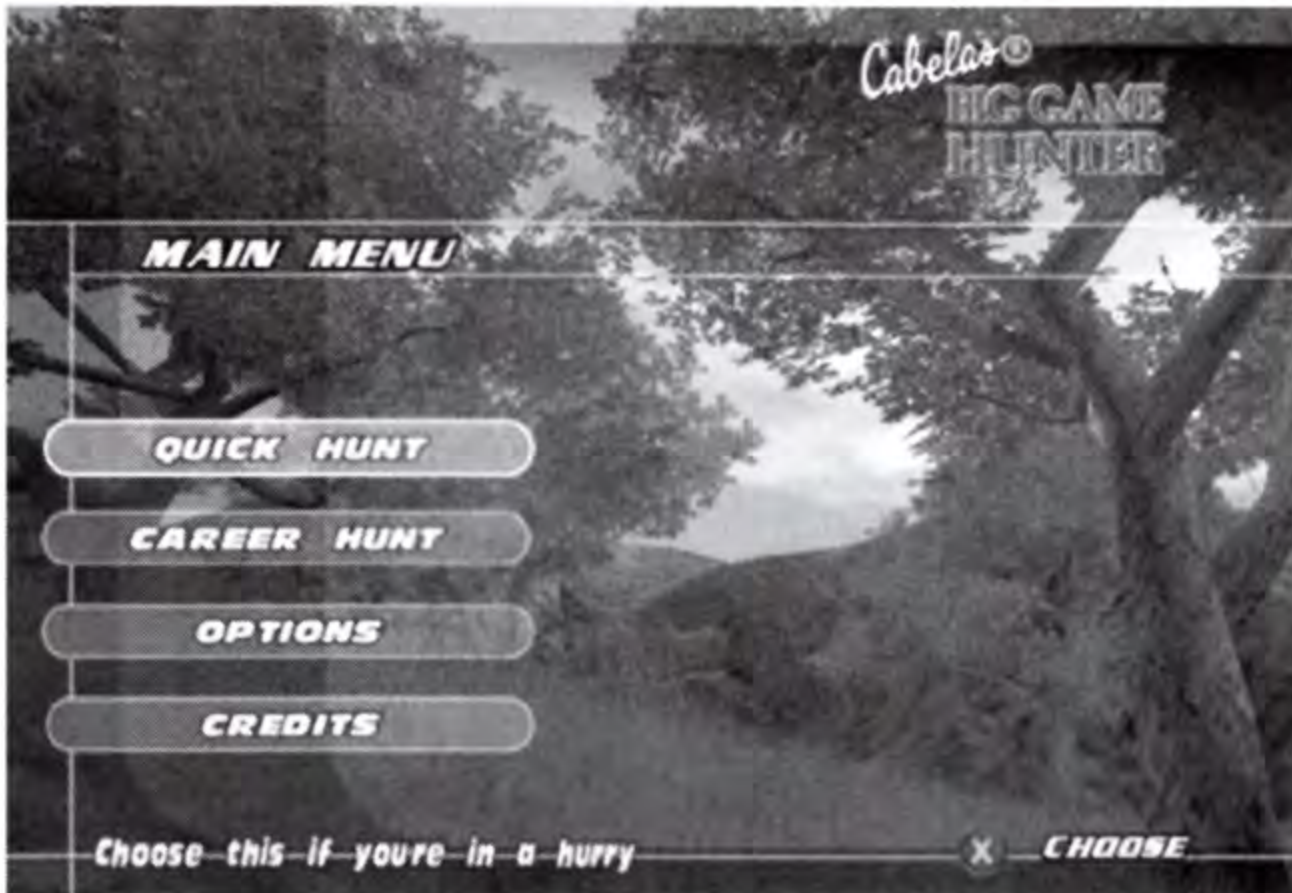 Cabela's®
BIG GAME
HUNTER
MAIN MENU
QUICK HUNT
CAREER HUNT
OPTIONS
CREDITS
Choose this if youre in a hurry
X CHOOSE